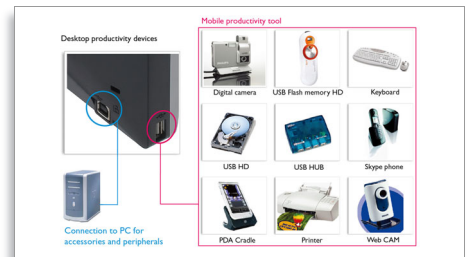 Mobile productivity tool
Desktop productivity devices
Digital camera
USB Flash memory HD
Keyboard
USB HD
USB HUB
Skype phone
Connection to PC for
accessories and peripherals
PDA Cradle
Printer
Web CAM